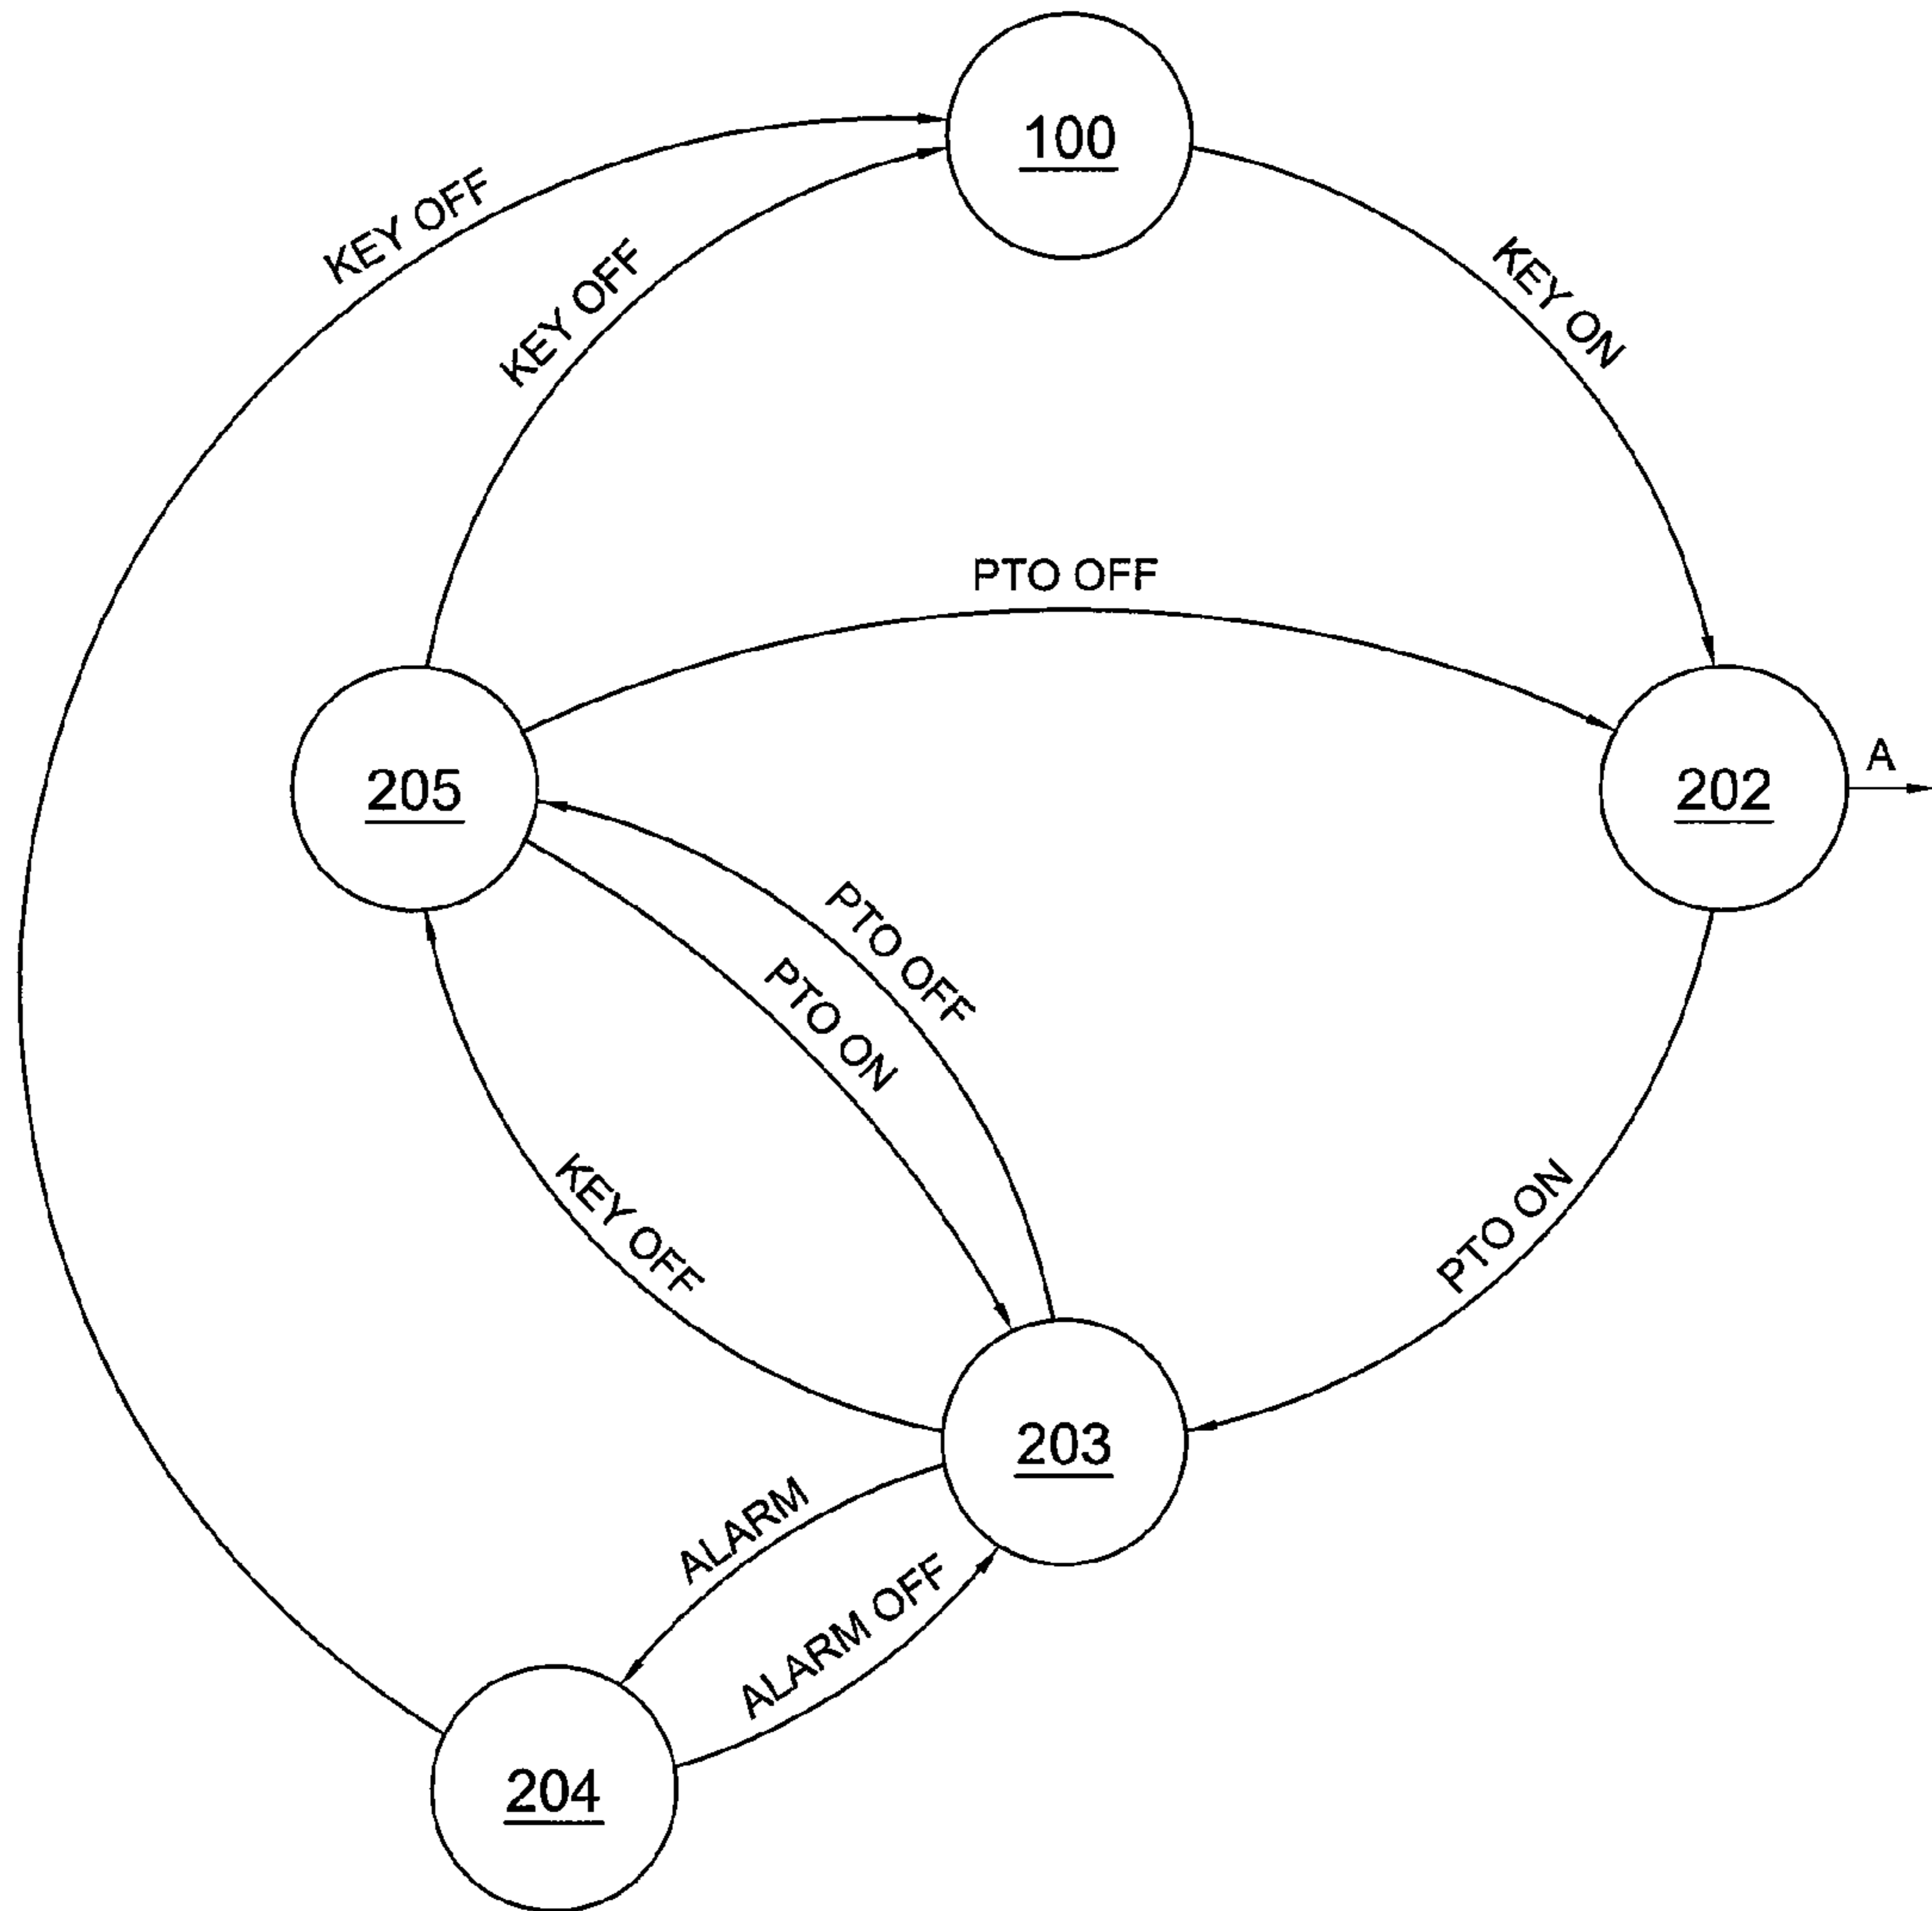 100
KEY OFF
KEY OFF
KEY ON
PTO OFF
205
202
A
PTO OFF
PTO ON
KEY OFF
PTO ON
203
ALARM
ALARM OFF
204